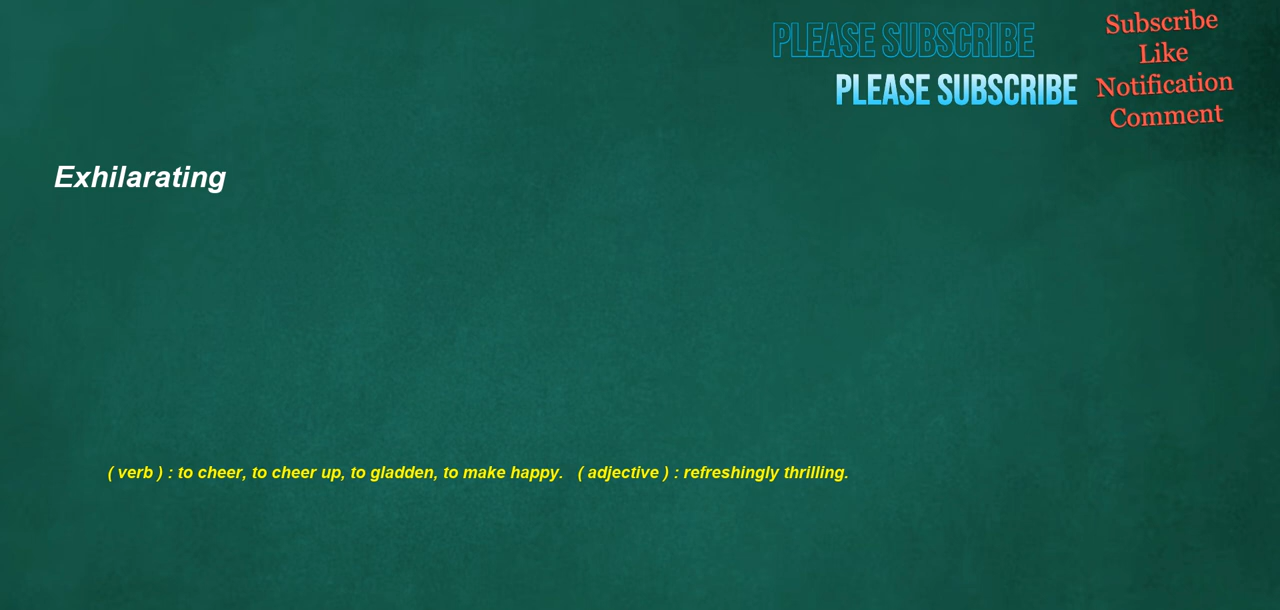 PLEASE SUBSCRIBE
PLEASE SUBSCRIBE
Subscribe
Like
Notification
Comment
Exhilarating
( verb ) : to cheer, to cheer up, to gladden, to make happy.   ( adjective ) : refreshingly thrilling.